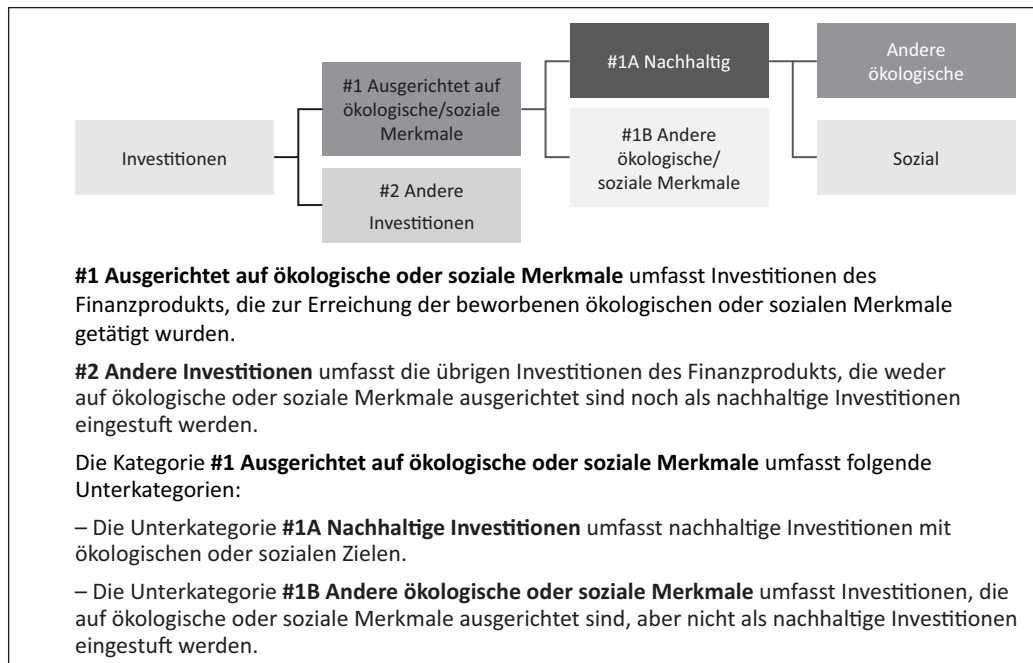 Investitionen
#1 Ausgerichtet auf
ökologische/soziale
Merkmale
#2 Andere
Investitionen
#1A Nachhaltig
#1B Andere
ökologische/
soziale Merkmale
Andere
ökologische
Sozial
#1 Ausgerichtet auf ökologische oder soziale Merkmale umfasst Investitionen des
Finanzprodukts, die zur Erreichung der beworbenen ökologischen oder sozialen Merkmale
getätigt wurden.
#2 Andere Investitionen umfasst die übrigen Investitionen des Finanzprodukts, die weder
auf ökologische oder soziale Merkmale ausgerichtet sind noch als nachhaltige Investitionen
eingestuft werden.
Die Kategorie #1 Ausgerichtet auf ökologische oder soziale Merkmale umfasst folgende
Unterkategorien:
– Die Unterkategorie #1A Nachhaltige Investitionen umfasst nachhaltige Investitionen mit
ökologischen oder sozialen Zielen.
– Die Unterkategorie #1B Andere ökologische oder soziale Merkmale umfasst Investitionen, die
auf ökologische oder soziale Merkmale ausgerichtet sind, aber nicht als nachhaltige Investitionen
eingestuft werden.